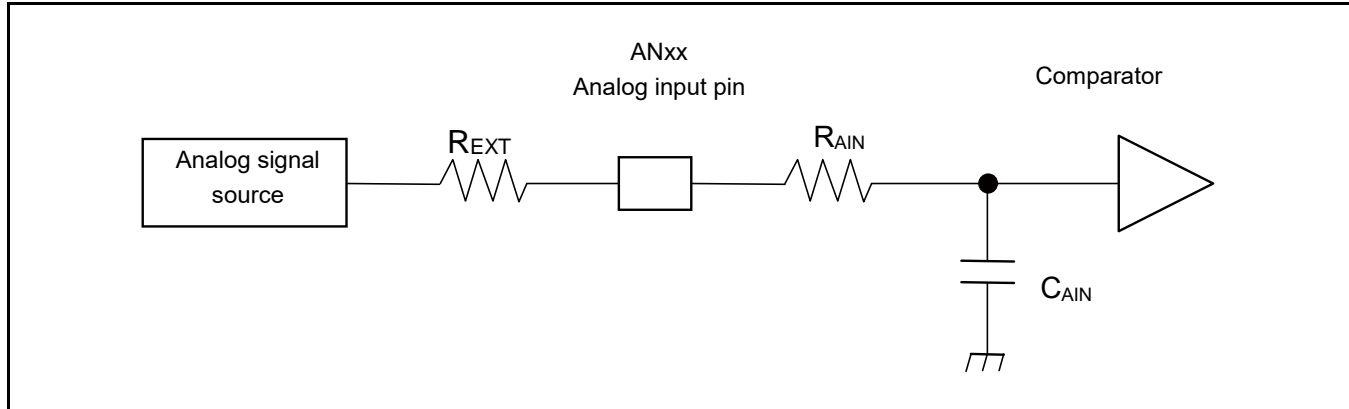 ANxx
Analog input pin
Comparator
REXT
RAIN
Analog signal
source
CAIN